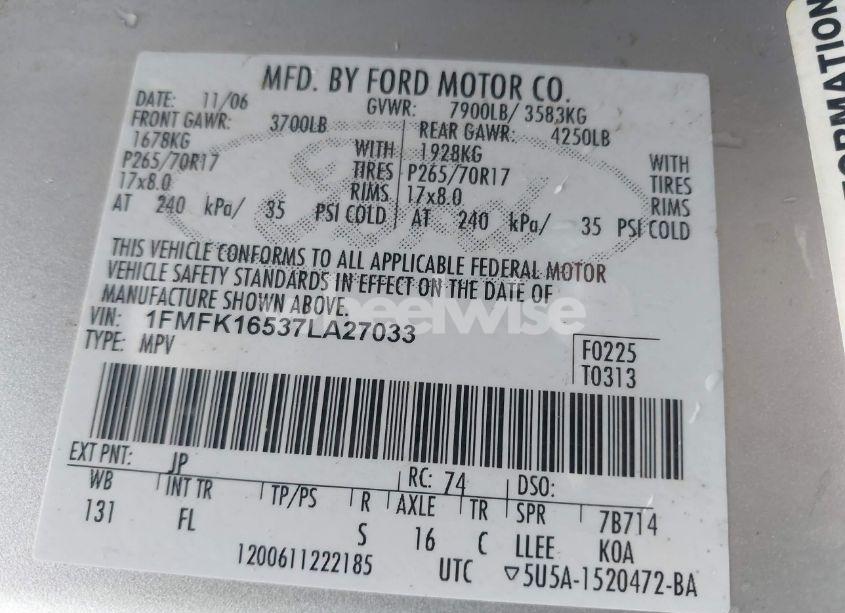 MFD. BY FORD MOTOR CO.
DATE: 11/06 GVWR: 7900LB/ 3583KG
FRONT GAWR: 3700LB REAR GAWR: 4250LB
1678KG WITH 1928KG WITH
P265/70R17 TIRES P265/70R17 TIRES
17x8.0 RIMS 17x8.0 RIMS
AT 240 kPa/ 35 PSI COLD AT 240 kPa/ 35 PSI COLD
THIS VEHICLE CONFORMS TO ALL APPLICABLE FEDERAL MOTOR
VEHICLE SAFETY STANDARDS IN EFFECT ON THE DATE OF
MANUFACTURE SHOWN ABOVE.
VIN: 1FMFK16537LA27033
TYPE: MPV
F0225
T0313
EXT PNT: JP RC: 74 DSO:
WB INT TR TP/PS R AXLE TR SPR 7B714
131 FL S 16 C LLEE KOA
1200611222185 UTC ▽5U5A-1520472-BA
Ford
wheelwise